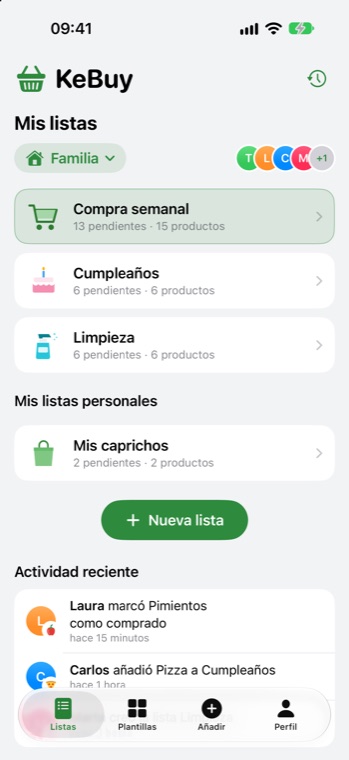 09:41
KeBuy
Mis listas
Familia
T L C M +1
Compra semanal
13 pendientes · 15 productos
Cumpleaños
6 pendientes · 6 productos
Limpieza
6 pendientes · 6 productos
Mis listas personales
Mis caprichos
2 pendientes · 2 productos
+ Nueva lista
Actividad reciente
Laura marcó Pimientos
como comprado
hace 15 minutos
L
Carlos añadió Pizza a Cumpleaños
hace 1 hora
C
Listas
Plantillas
Añadir
Perfil